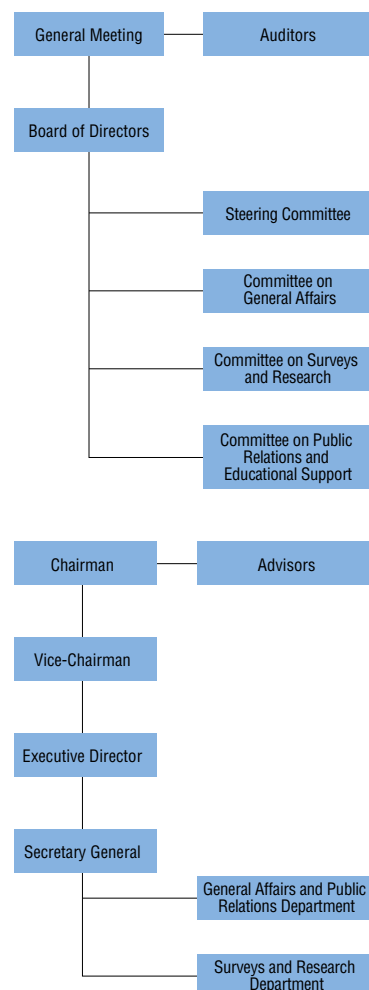 General Meeting
Auditors
Board of Directors
Steering Committee
Committee on
General Affairs
Committee on Surveys
and Research
Committee on Public
Relations and
Educational Support
Chairman
Advisors
Vice-Chairman
Executive Director
Secretary General
General Affairs and Public
Relations Department
Surveys and Research
Department